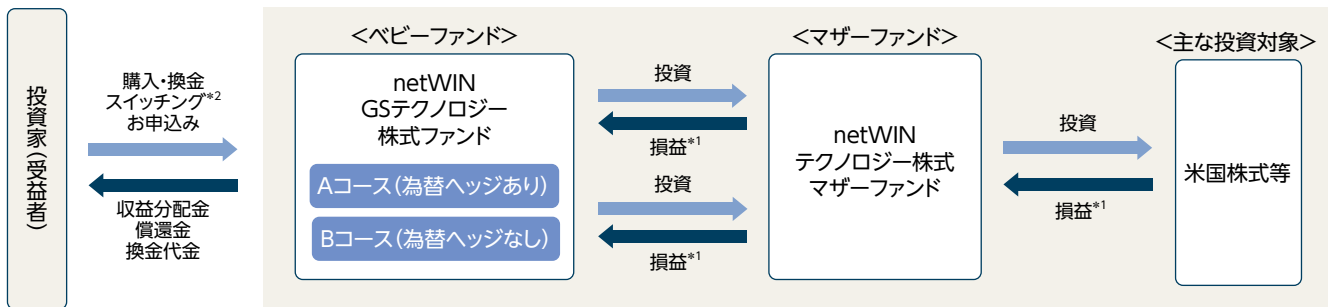 投資家（受益者）
購入・換金
スイッチング*2
お申込み
収益分配金
償還金
換金代金
＜ベビーファンド＞
netWIN
GSテクノロジー
株式ファンド
Aコース（為替ヘッジあり）
Bコース（為替ヘッジなし）
投資
損益*1
投資
損益*1
＜マザーファンド＞
netWIN
テクノロジー株式
マザーファンド
投資
損益*1
＜主な投資対象＞
米国株式等